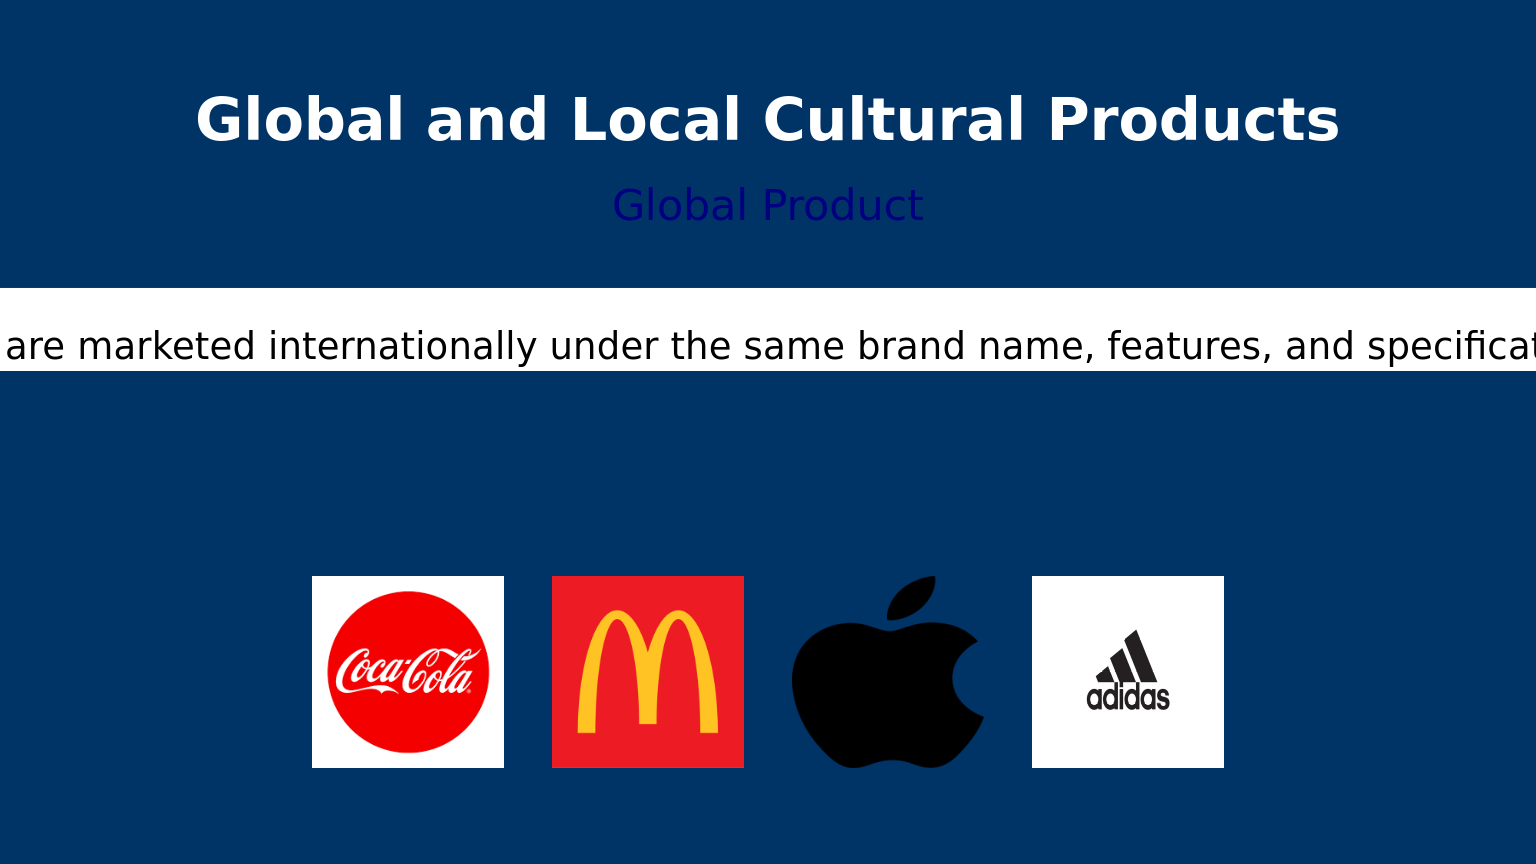 Global and Local Cultural Products
Global Product
are marketed internationally under the same brand name, features, and
Coca-Cola
adidas